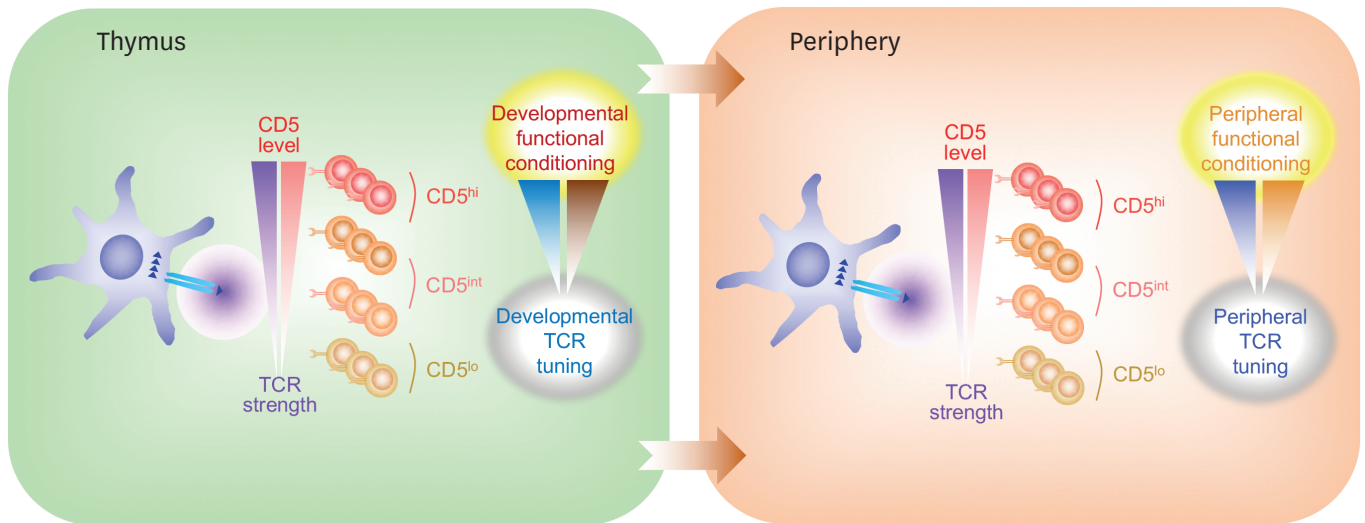 Thymus
CD5
level
TCR
strength
CD5hi
CD5int
CD5lo
Developmental
functional
conditioning
Developmental
TCR
tuning
Periphery
CD5
level
TCR
strength
CD5hi
CD5int
CD5lo
Peripheral
functional
conditioning
Peripheral
TCR
tuning